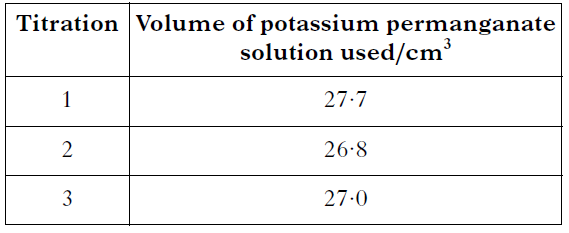 Titration Volume of potassium permanganate
solution used/cm³
1 27·7
2 26·8
3 27·0